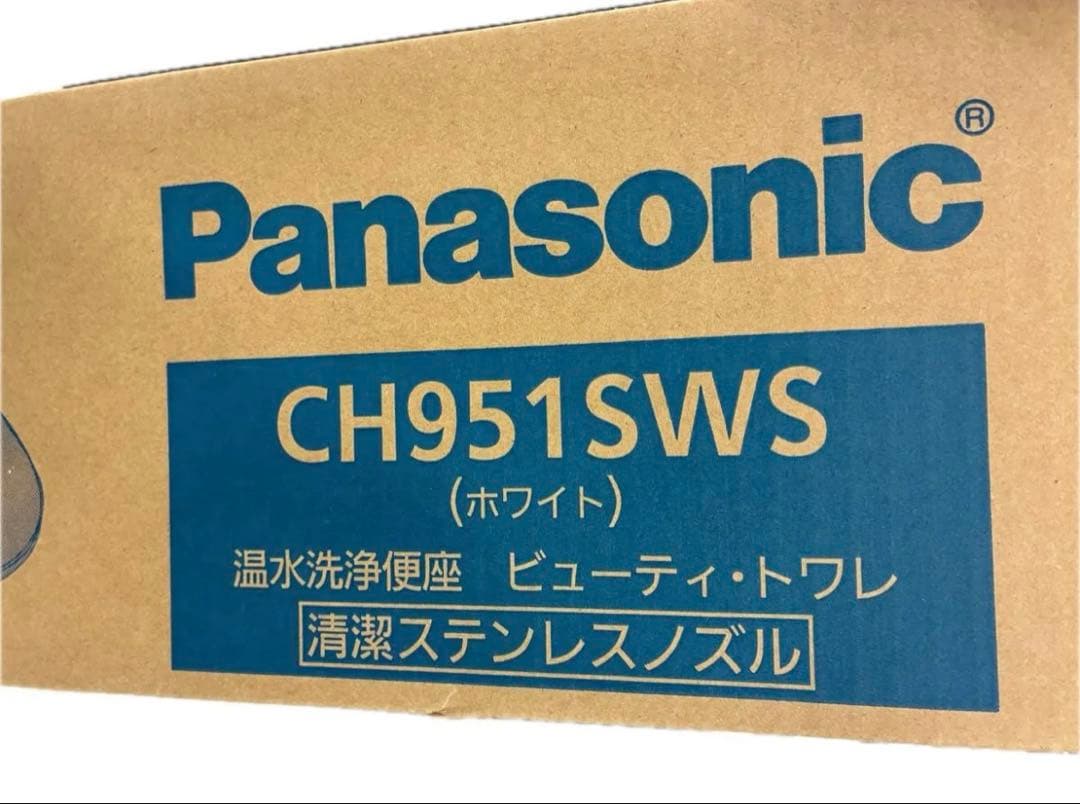 Panasonic®
CH951SWS
(ホワイト)
温水洗浄便座 ビューティ・トワレ
清潔ステンレスノズル